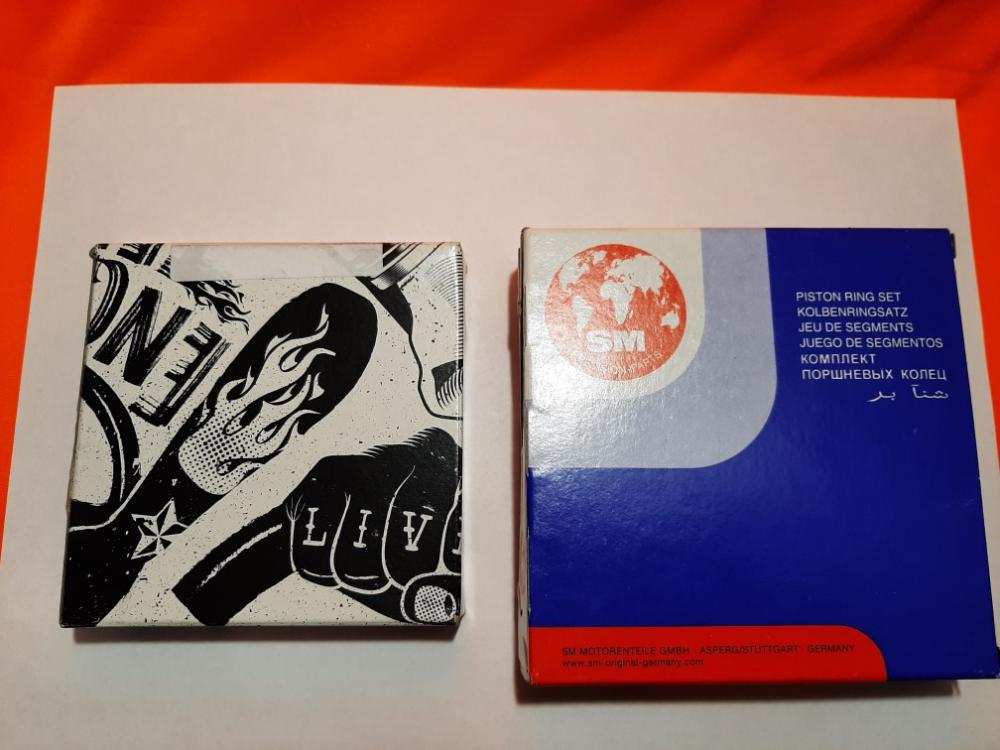 ONE
LIV
SM
PISTON RING SET
KOLBENRINGSATZ
JEU DE SEGMENTS
JUEGO DE SEGMENTOS
КОМПЛЕКТ
ПОРШНЕВЫХ КОЛЕЦ
SM MOTORENTEILE GMBH · ASPERG/STUTTGART · GERMANY
www.sm-original-germany.com